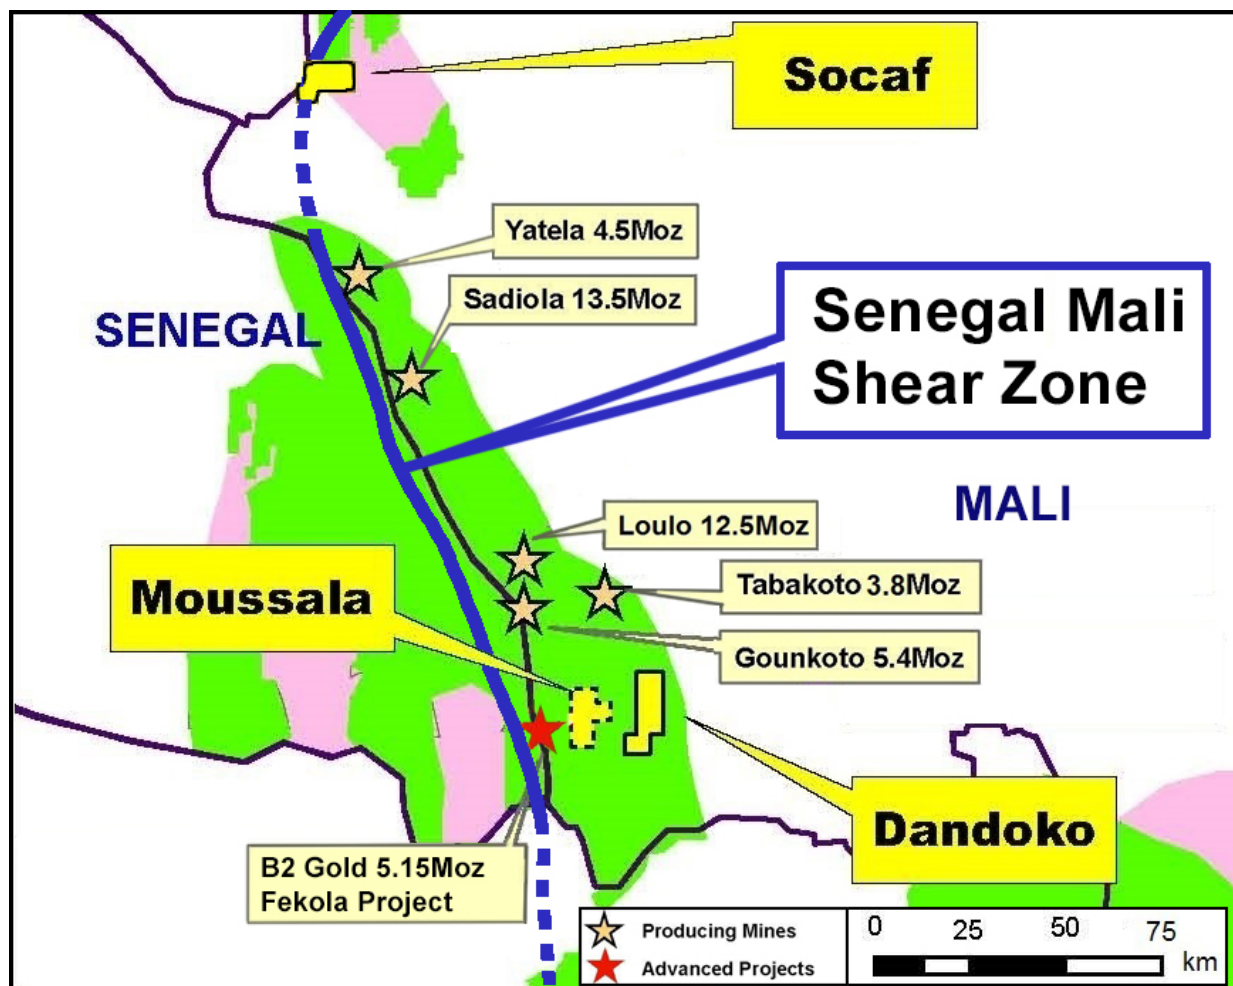 Socaf
Yatela 4.5Moz
Sadiola 13.5Moz
SENEGAL
Senegal Mali
Shear Zone
MALI
Loulo 12.5Moz
Moussala
Tabakoto 3.8Moz
Gounkoto 5.4Moz
Dandoko
B2 Gold 5.15Moz
Fekola Project
Producing Mines
Advanced Projects
0 25 50 75
km